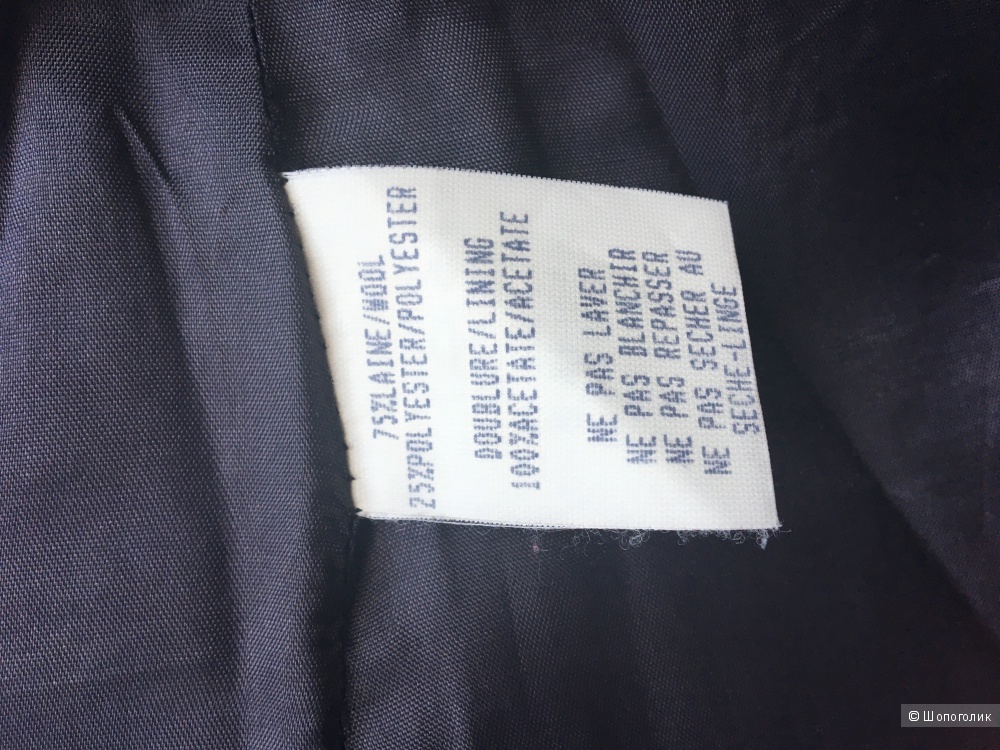 75%LAINE/WOOL
25%POLYESTER/POLYESTER
DOUBLURE/LINING
100%ACETATE/ACETATE
NE PAS LAVER
NE PAS BLANCHIR
NE PAS REPASSER
NE PAS SECHER AU
SECHE-LINGE
© Шопоголик